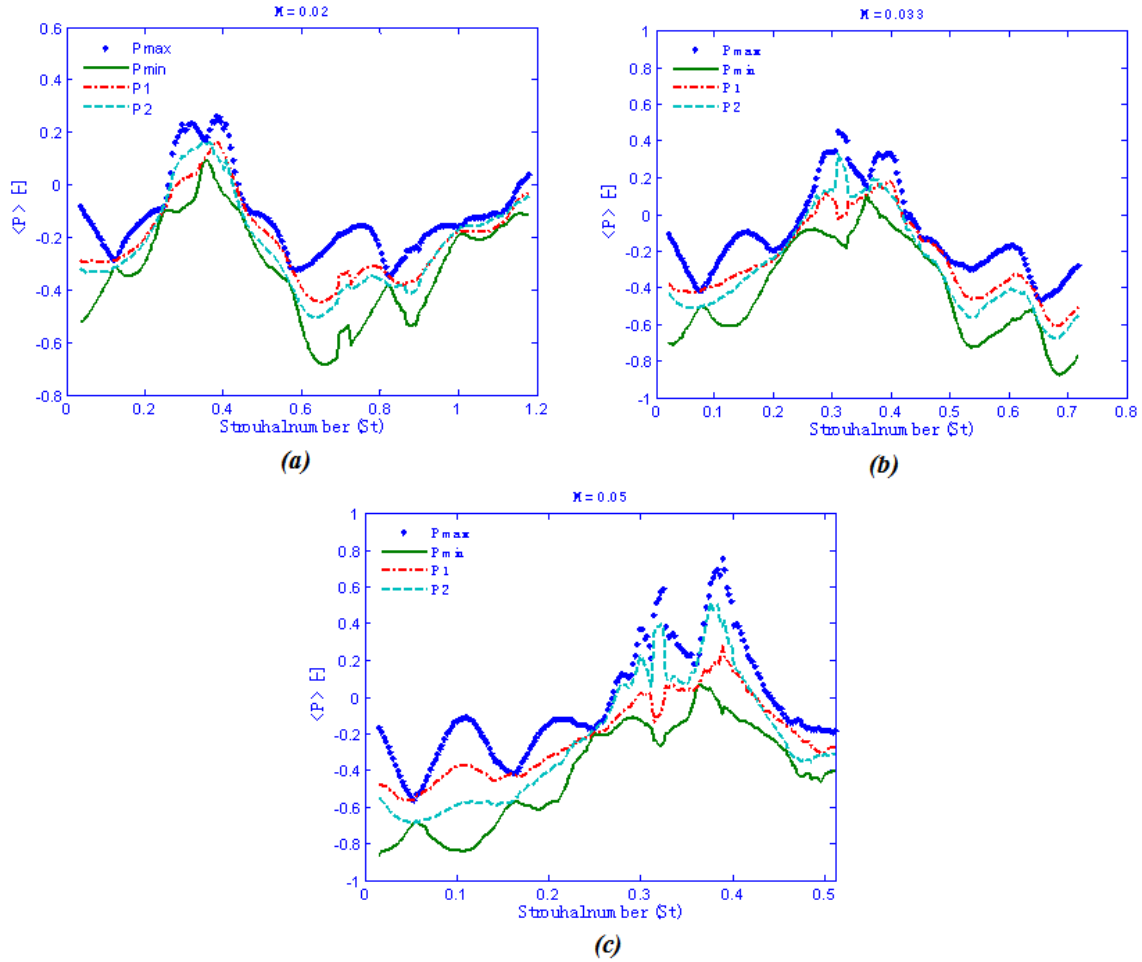 M=0.02
0.6
0.4
0.2
0
-0.2
-0.4
-0.6
-0.8
<P> [-]
Pmax
Pmin
P1
P2
0 0.2 0.4 0.6 0.8 1 1.2
Strouhalnumber (St)
(a)
M=0.033
1
0.8
0.6
0.4
0.2
0
-0.2
-0.4
-0.6
-0.8
-1
<P> [-]
Pmax
Pmin
P1
P2
0 0.1 0.2 0.3 0.4 0.5 0.6 0.7 0.8
Strouhalnumber (St)
(b)
M=0.05
1
0.8
0.6
0.4
0.2
0
-0.2
-0.4
-0.6
-0.8
-1
<P> [-]
Pmax
Pmin
P1
P2
0 0.1 0.2 0.3 0.4 0.5
Strouhalnumber (St)
(c)